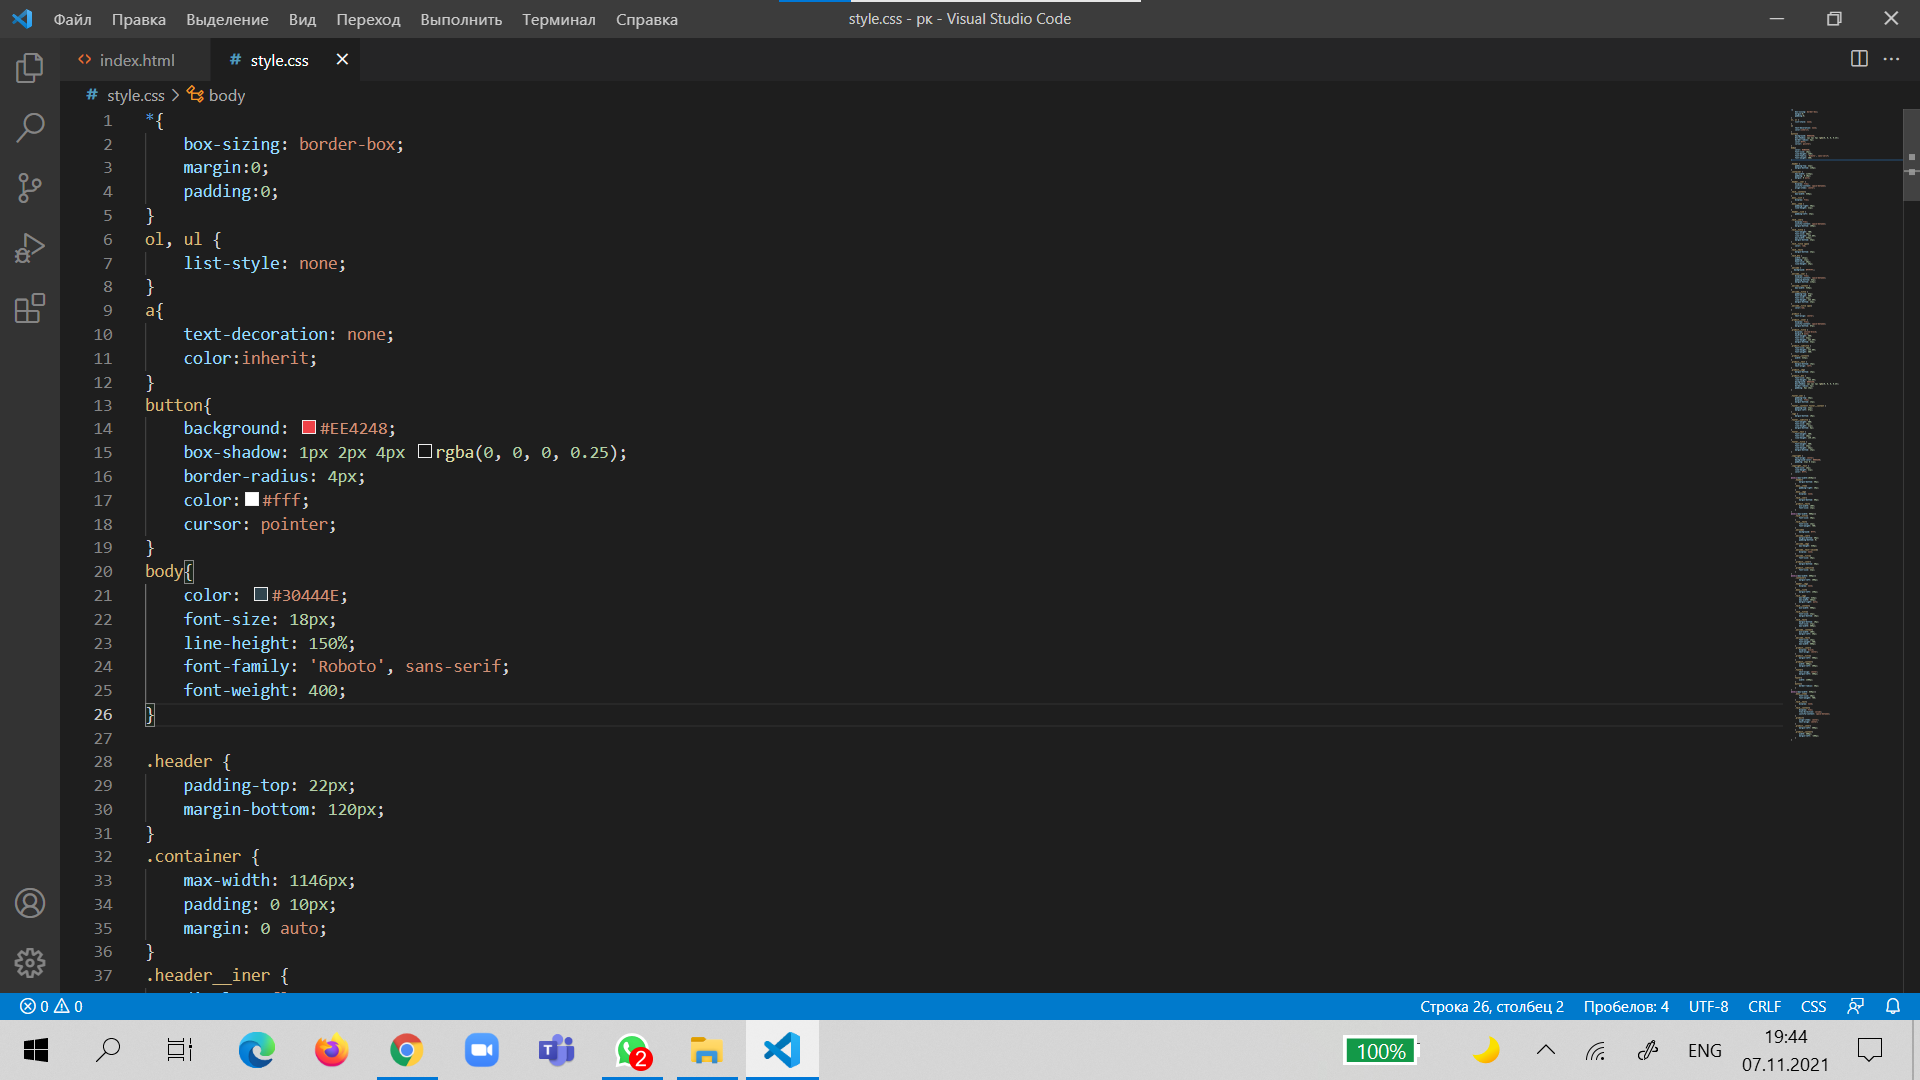 Файл Правка Выделение Вид Переход Выполнить Терминал Справка style.css - рк - Visual Studio Code
index.html # style.css
# style.css > body
1 *{
2 box-sizing: border-box;
3 margin:0;
4 padding:0;
5 }
6 ol, ul {
7 list-style: none;
8 }
9 a{
10 text-decoration: none;
11 color:inherit;
12 }
13 button{
14 background: #EE4248;
15 box-shadow: 1px 2px 4px rgba(0, 0, 0, 0.25);
16 border-radius: 4px;
17 color: #fff;
18 cursor: pointer;
19 }
20 body{
21 color: #30444E;
22 font-size: 18px;
23 line-height: 150%;
24 font-family: 'Roboto', sans-serif;
25 font-weight: 400;
26 }
27
28 .header {
29 padding-top: 22px;
30 margin-bottom: 120px;
31 }
32 .container {
33 max-width: 1146px;
34 padding: 0 10px;
35 margin: 0 auto;
36 }
37 .header__iner {
0 0 Строка 26, столбец 2 Пробелов: 4 UTF-8 CRLF CSS
2 100% ENG 19:44
07.11.2021